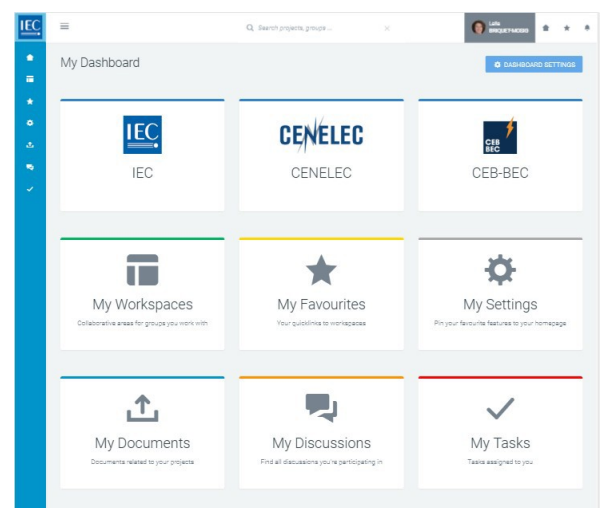 IEC
Search projects, groups ...
Laila
BRIQUET-MOSIO
My Dashboard
DASHBOARD SETTINGS
IEC
IEC
CENELEC
CENELEC
CEB
BEC
CEB-BEC
My Workspaces
Collaborative areas for groups you work with
My Favourites
Your quicklinks to workspaces
My Settings
Pin your favourite features to your homepage
My Documents
Documents related to your projects
My Discussions
Find all discussions you're participating in
My Tasks
Tasks assigned to you